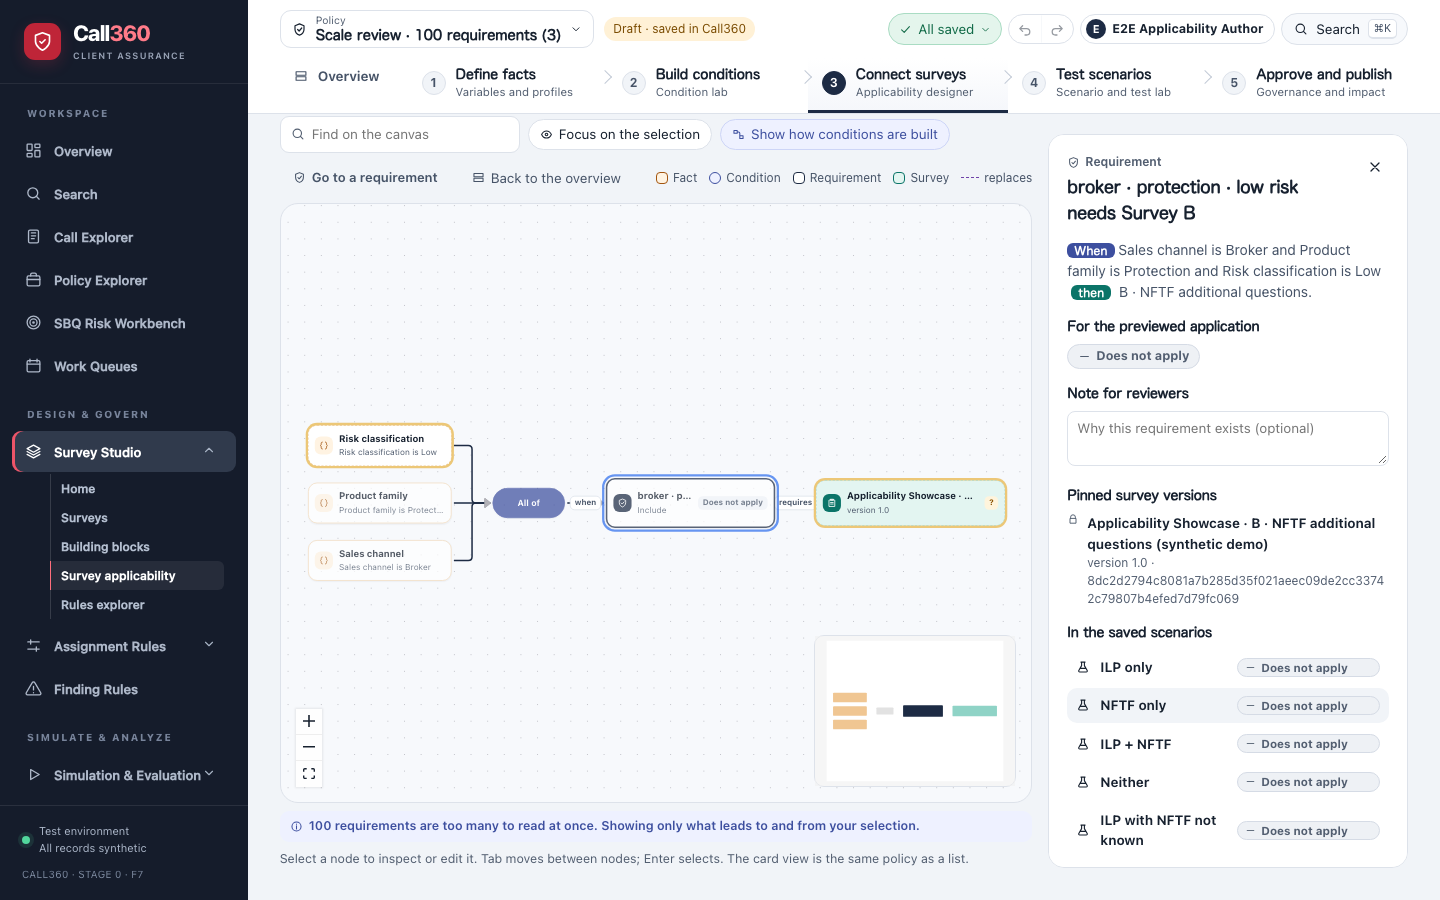 Call360
CLIENT ASSURANCE
WORKSPACE
Overview
Search
Call Explorer
Policy Explorer
SBQ Risk Workbench
Work Queues
DESIGN & GOVERN
Survey Studio
Home
Surveys
Building blocks
Survey applicability
Rules explorer
Assignment Rules
Finding Rules
SIMULATE & ANALYZE
Simulation & Evaluation
Test environment
All records synthetic
CALL360 · STAGE 0 · F7
Policy
Scale review · 100 requirements (3)
Draft · saved in Call360
All saved
E
E2E Applicability Author
Search
⌘K
Overview
1
Define facts
Variables and profiles
2
Build conditions
Condition lab
3
Connect surveys
Applicability designer
4
Test scenarios
Scenario and test lab
5
Approve and publish
Governance and impact
Find on the canvas
Focus on the selection
Show how conditions are built
Go to a requirement
Back to the overview
Fact
Condition
Requirement
Survey
replaces
Risk classification
Risk classification is Low
Product family
Product family is Protect...
Sales channel
Sales channel is Broker
All of
when
broker · p...
Include
Does not apply
requires
Applicability Showcase · ...
version 1.0
?
100 requirements are too many to read at once. Showing only what leads to and from your selection.
Select a node to inspect or edit it. Tab moves between nodes; Enter selects. The card view is the same policy as a list.
Requirement
broker · protection · low risk
needs Survey B
When Sales channel is Broker and Product
family is Protection and Risk classification is Low
then B · NFTF additional questions.
For the previewed application
Does not apply
Note for reviewers
Why this requirement exists (optional)
Pinned survey versions
Applicability Showcase · B · NFTF additional
questions (synthetic demo)
version 1.0 ·
8dc2d2794c8081a7b285d35f021aeec09de2cc3374
2c79807b4efed7d79fc069
In the saved scenarios
ILP only
Does not apply
NFTF only
Does not apply
ILP + NFTF
Does not apply
Neither
Does not apply
ILP with NFTF not
known
Does not apply